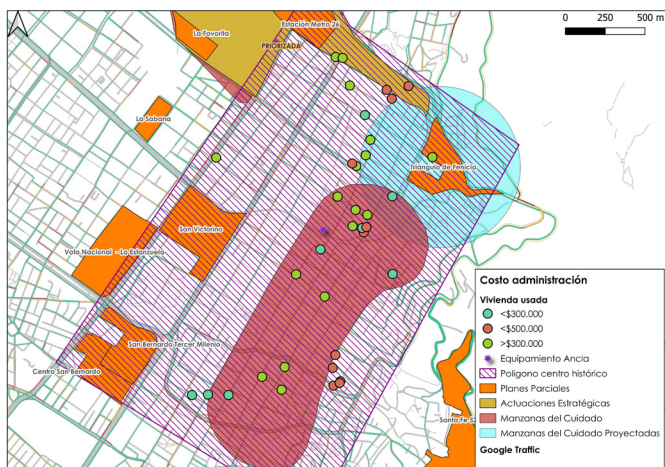 0 250 500 m
La Favorita
Estación Metro 26
PRIORIZADA
La Sabana
Triángulo de Fenicia
San Victorino
Voto Nacional - La Estanzuela
San Bernardo Tercer Milenio
Centro San Bernardo
Santa Fe
Costo administración
Vivienda usada
<$300.000
<$500.000
>$300.000
Equipamiento Ancla
Poligono centro histórico
Planes Parciales
Actuaciones Estratégicas
Manzanas del Cuidado
Manzanas del Cuidado Proyectadas
Google Traffic